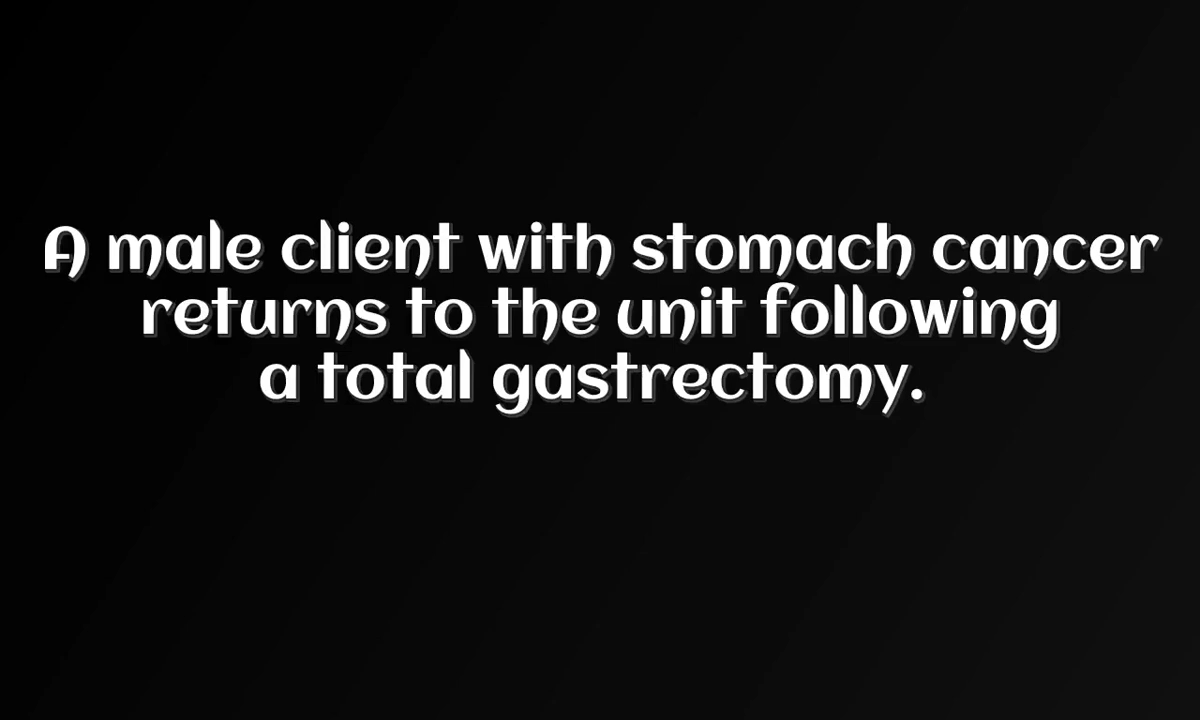 A male client with stomach cancer
returns to the unit following
a total gastrectomy.